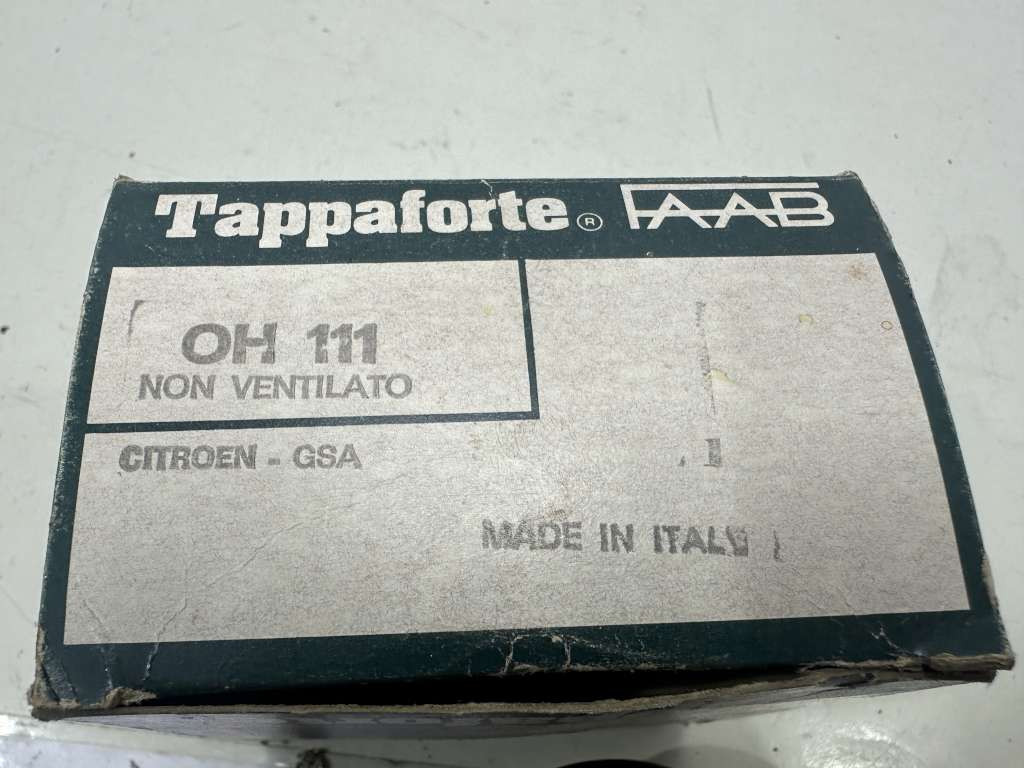 Tappaforte® FAAB
OH 111
NON VENTILATO
CITROEN - GSA
MADE IN ITALY